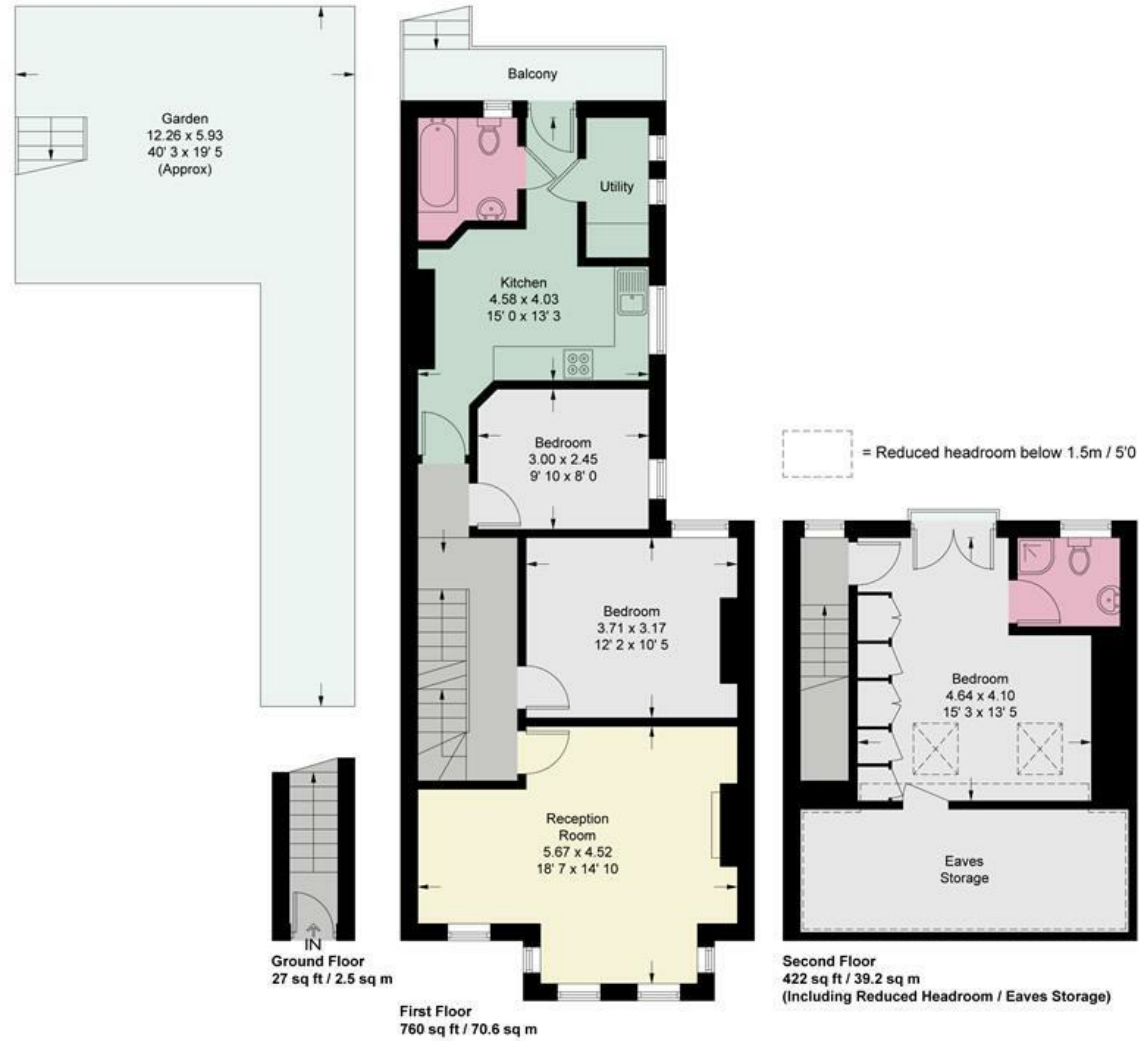 Balcony
Garden
12.26 x 5.93
40' 3 x 19' 5
(Approx)
Utility
Kitchen
4.58 x 4.03
15' 0 x 13' 3
Bedroom
3.00 x 2.45
9' 10 x 8' 0
= Reduced headroom below 1.5m / 5'0
Bedroom
3.71 x 3.17
12' 2 x 10' 5
Bedroom
4.64 x 4.10
15' 3 x 13' 5
Reception
Room
5.67 x 4.52
18' 7 x 14' 10
Eaves
Storage
IN
Ground Floor
27 sq ft / 2.5 sq m
First Floor
760 sq ft / 70.6 sq m
Second Floor
422 sq ft / 39.2 sq m
(Including Reduced Headroom / Eaves Storage)